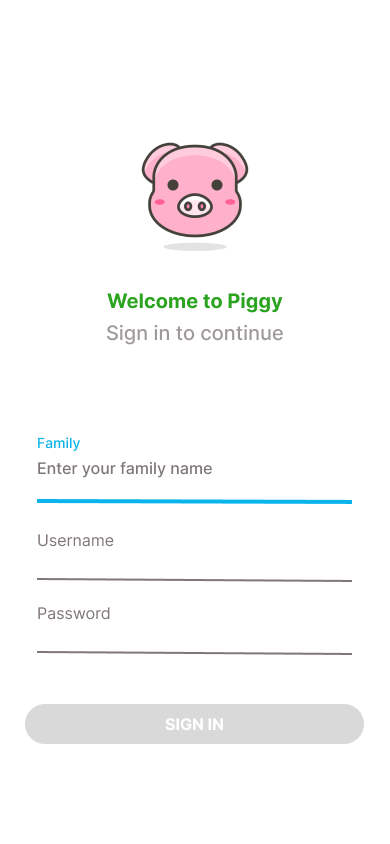 Welcome to Piggy
Sign in to continue
Family
Enter your family name
Username
Password
SIGN IN